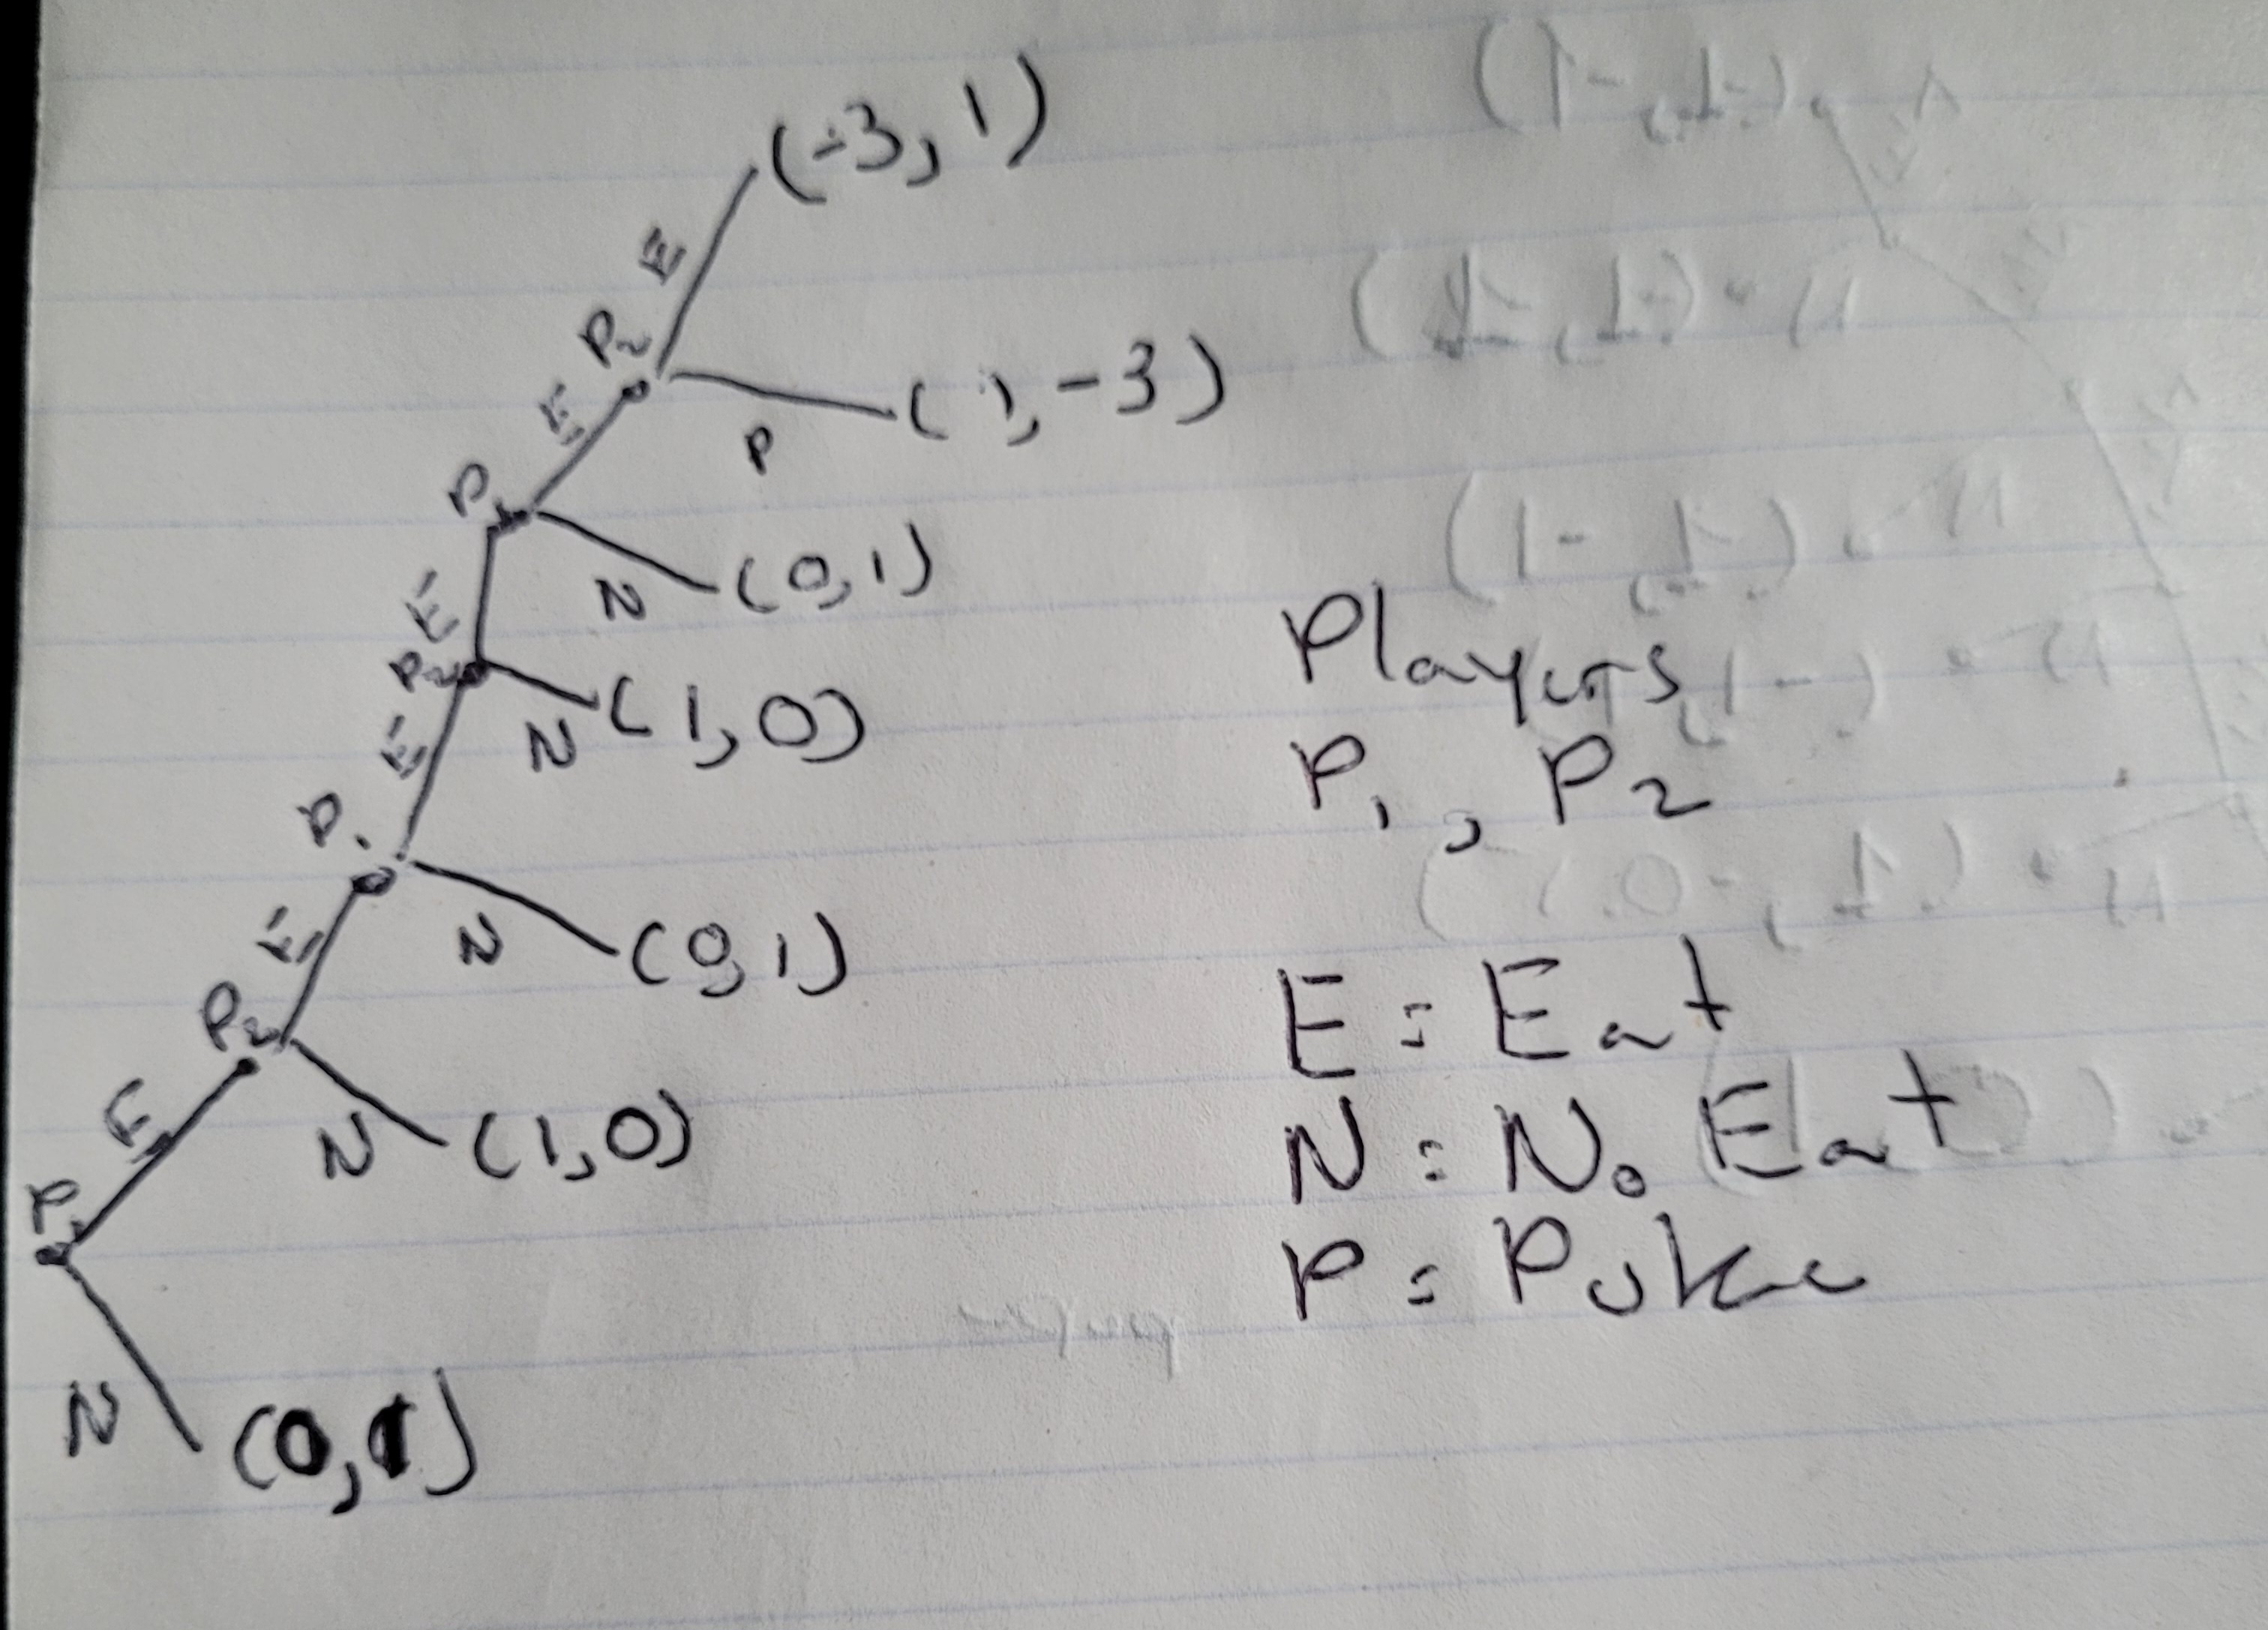 (-3, 1)
E
P2
E
(1, -3)
P
P1
E
N
(0, 1)
P2
E
N
(1, 0)
P1
E
N
(0, 1)
P2
E
N
(1, 0)
P1
N
(0, 1)
Players
P1, P2
E = Eat
N = No Eat
P = Puke